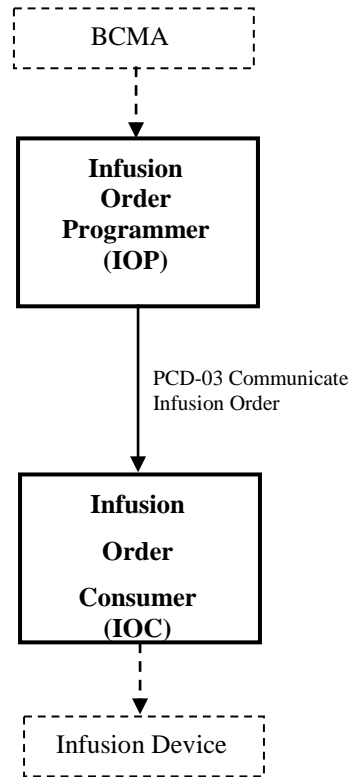 BCMA
Infusion
Order
Programmer
(IOP)
PCD-03 Communicate
Infusion Order
Infusion
Order
Consumer
(IOC)
Infusion Device